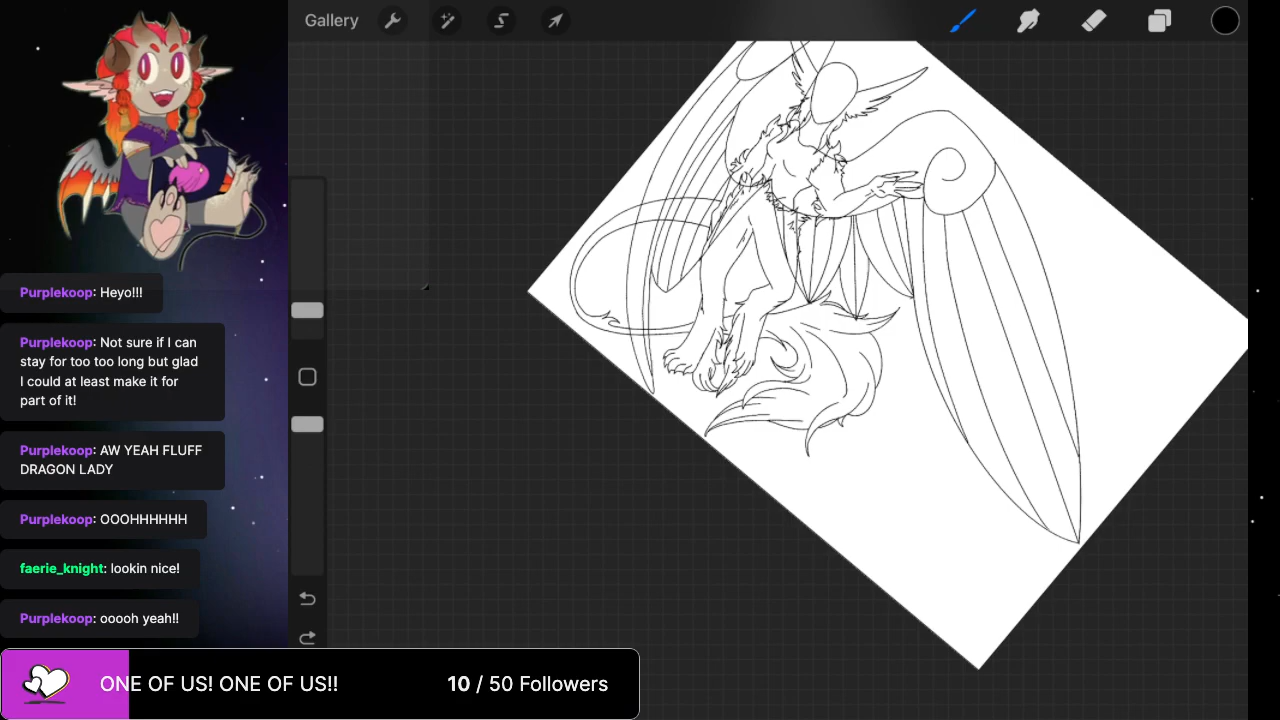 Gallery
Purplekoop: Heyo!!!
Purplekoop: Not sure if I can
stay for too too long but glad
I could at least make it for
part of it!
Purplekoop: AW YEAH FLUFF
DRAGON LADY
Purplekoop: OOOHHHHHH
faerie_knight: lookin nice!
Purplekoop: ooooh yeah!!
ONE OF US! ONE OF US!! 10 / 50 Followers